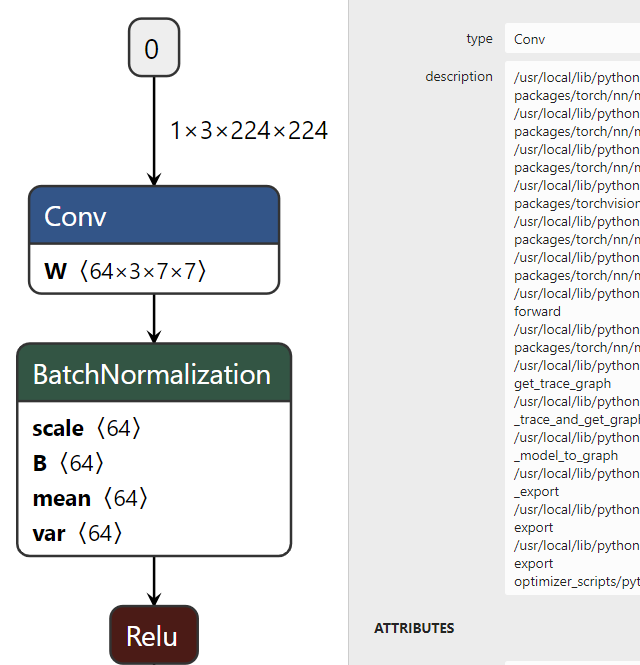 0
1×3×224×224
Conv
W 〈64×3×7×7〉
BatchNormalization
scale 〈64〉
B 〈64〉
mean 〈64〉
var 〈64〉
Relu
type Conv
description /usr/local/lib/python
packages/torch/nn/m
/usr/local/lib/python
packages/torch/nn/m
/usr/local/lib/python
packages/torch/nn/m
/usr/local/lib/python
packages/torchvision
/usr/local/lib/python
packages/torch/nn/m
/usr/local/lib/python
packages/torch/nn/m
/usr/local/lib/python
forward
/usr/local/lib/python
packages/torch/nn/m
/usr/local/lib/python
get_trace_graph
/usr/local/lib/python
_trace_and_get_graph
/usr/local/lib/python
_model_to_graph
/usr/local/lib/python
_export
/usr/local/lib/python
export
/usr/local/lib/python
export
optimizer_scripts/pyt
ATTRIBUTES